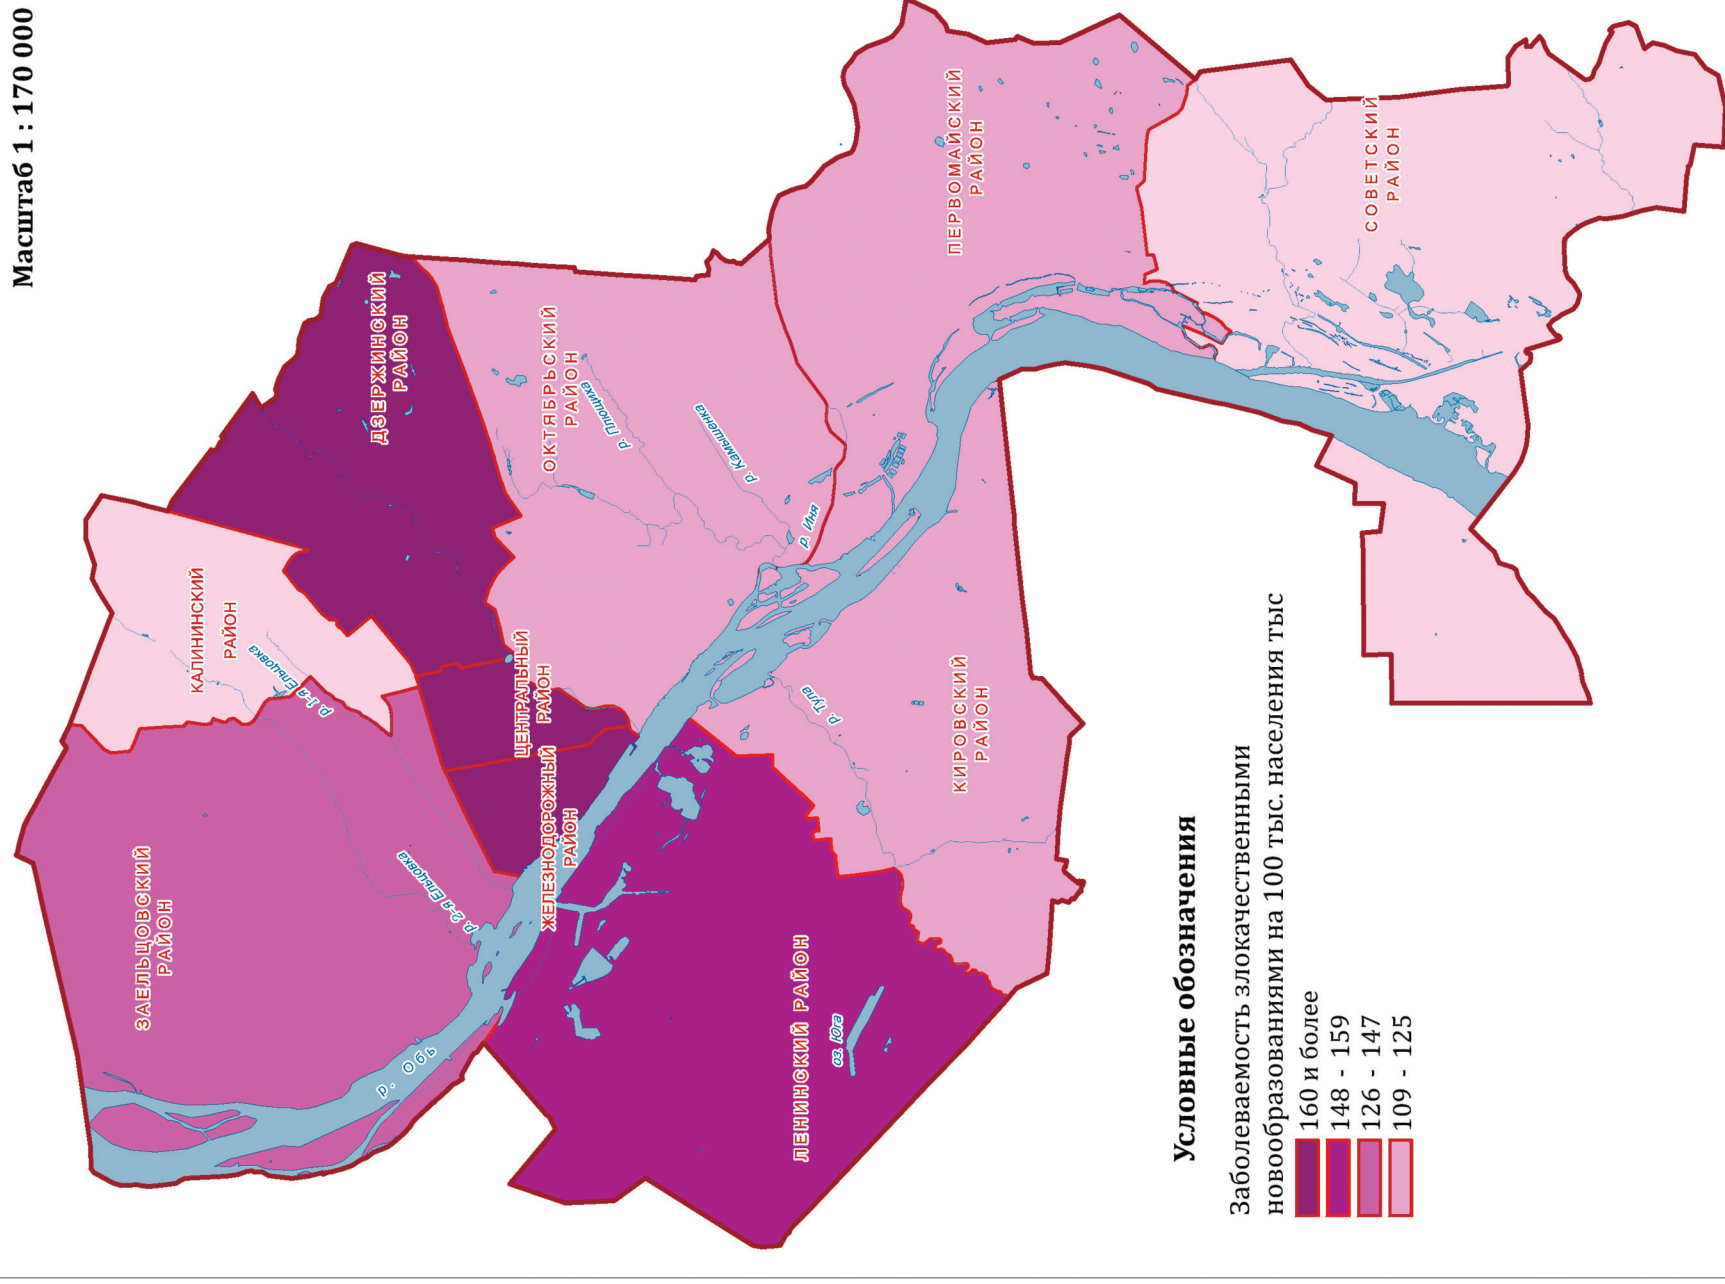 Масштаб 1 : 170 000
ЗАЕЛЬЦОВСКИЙ
РАЙОН
КАЛИНИНСКИЙ
РАЙОН
р. 1-я Ельцовка
р. 2-я Ельцовка
р. Обь
ДЗЕРЖИНСКИЙ
РАЙОН
ЦЕНТРАЛЬНЫЙ
РАЙОН
ЖЕЛЕЗНОДОРОЖНЫЙ
РАЙОН
ОКТЯБРЬСКИЙ
РАЙОН
р. Плющиха
р. Камышенка
р. Иня
ЛЕНИНСКИЙ РАЙОН
оз. Юга
р. Тула
КИРОВСКИЙ
РАЙОН
ПЕРВОМАЙСКИЙ
РАЙОН
СОВЕТСКИЙ
РАЙОН
Условные обозначения
Заболеваемость злокачественными
новообразованиями на 100 тыс. населения тыс
160 и более
148 - 159
126 - 147
109 - 125